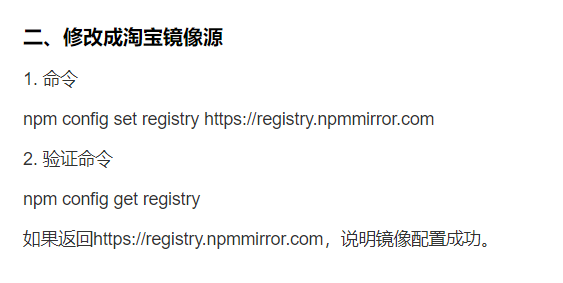 二、修改成淘宝镜像源
1. 命令
npm config set registry https://registry.npmmirror.com
2. 验证命令
npm config get registry
如果返回https://registry.npmmirror.com，说明镜像配置成功。